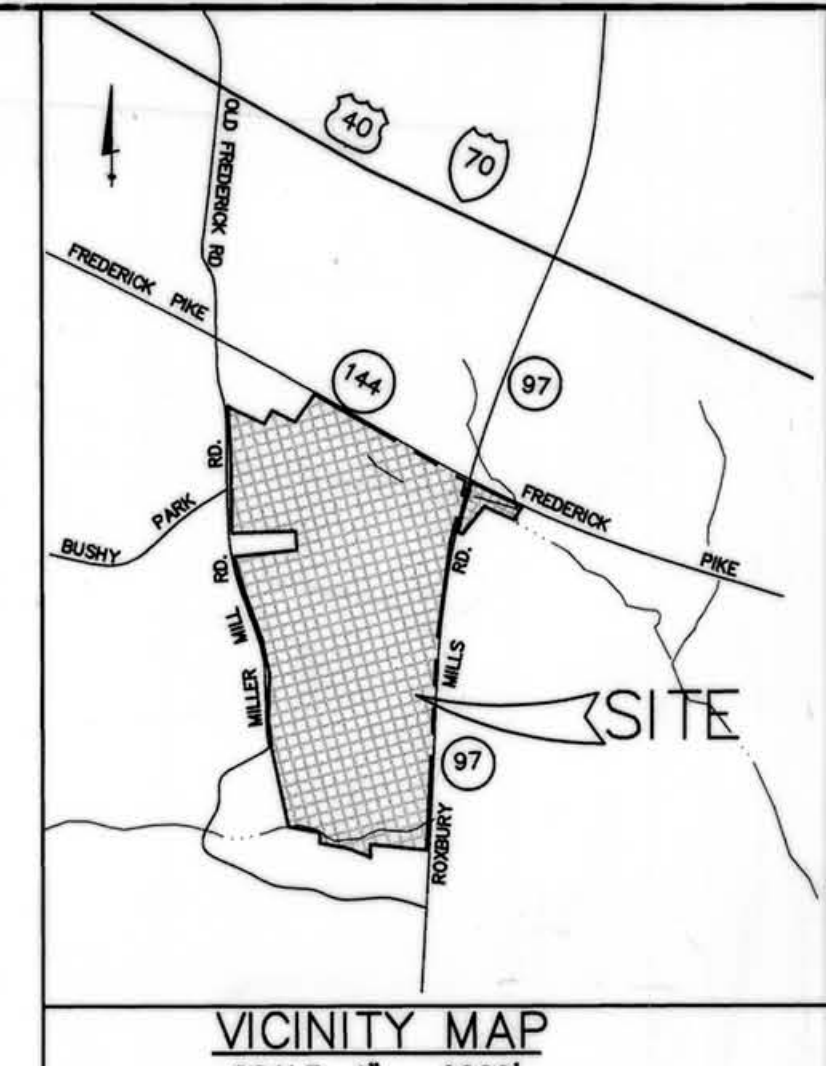 40
70
OLD FREDERICK RD
FREDERICK PIKE
144
97
RD.
BUSHY PARK
FREDERICK PIKE
RD.
RD.
MILL
MILLER
MILLS
SITE
97
ROXBURY
VICINITY MAP